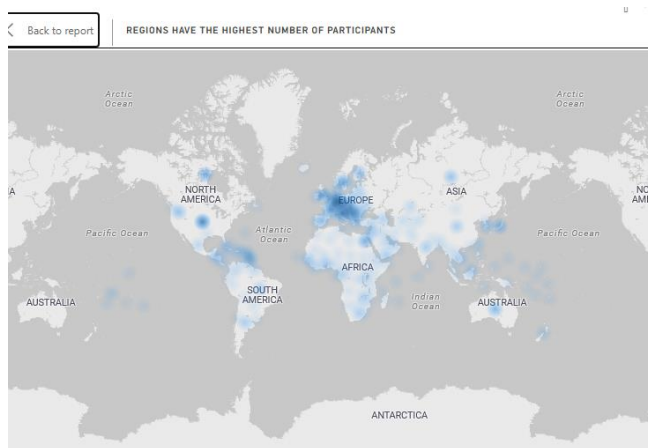 Back to report
REGIONS HAVE THE HIGHEST NUMBER OF PARTICIPANTS
Arctic
Ocean
Arctic
Ocean
NORTH
AMERICA
EUROPE
ASIA
Pacific Ocean
Atlantic
Ocean
Pacific Ocean
AFRICA
SOUTH
AMERICA
Indian
Ocean
AUSTRALIA
AUSTRALIA
ANTARCTICA